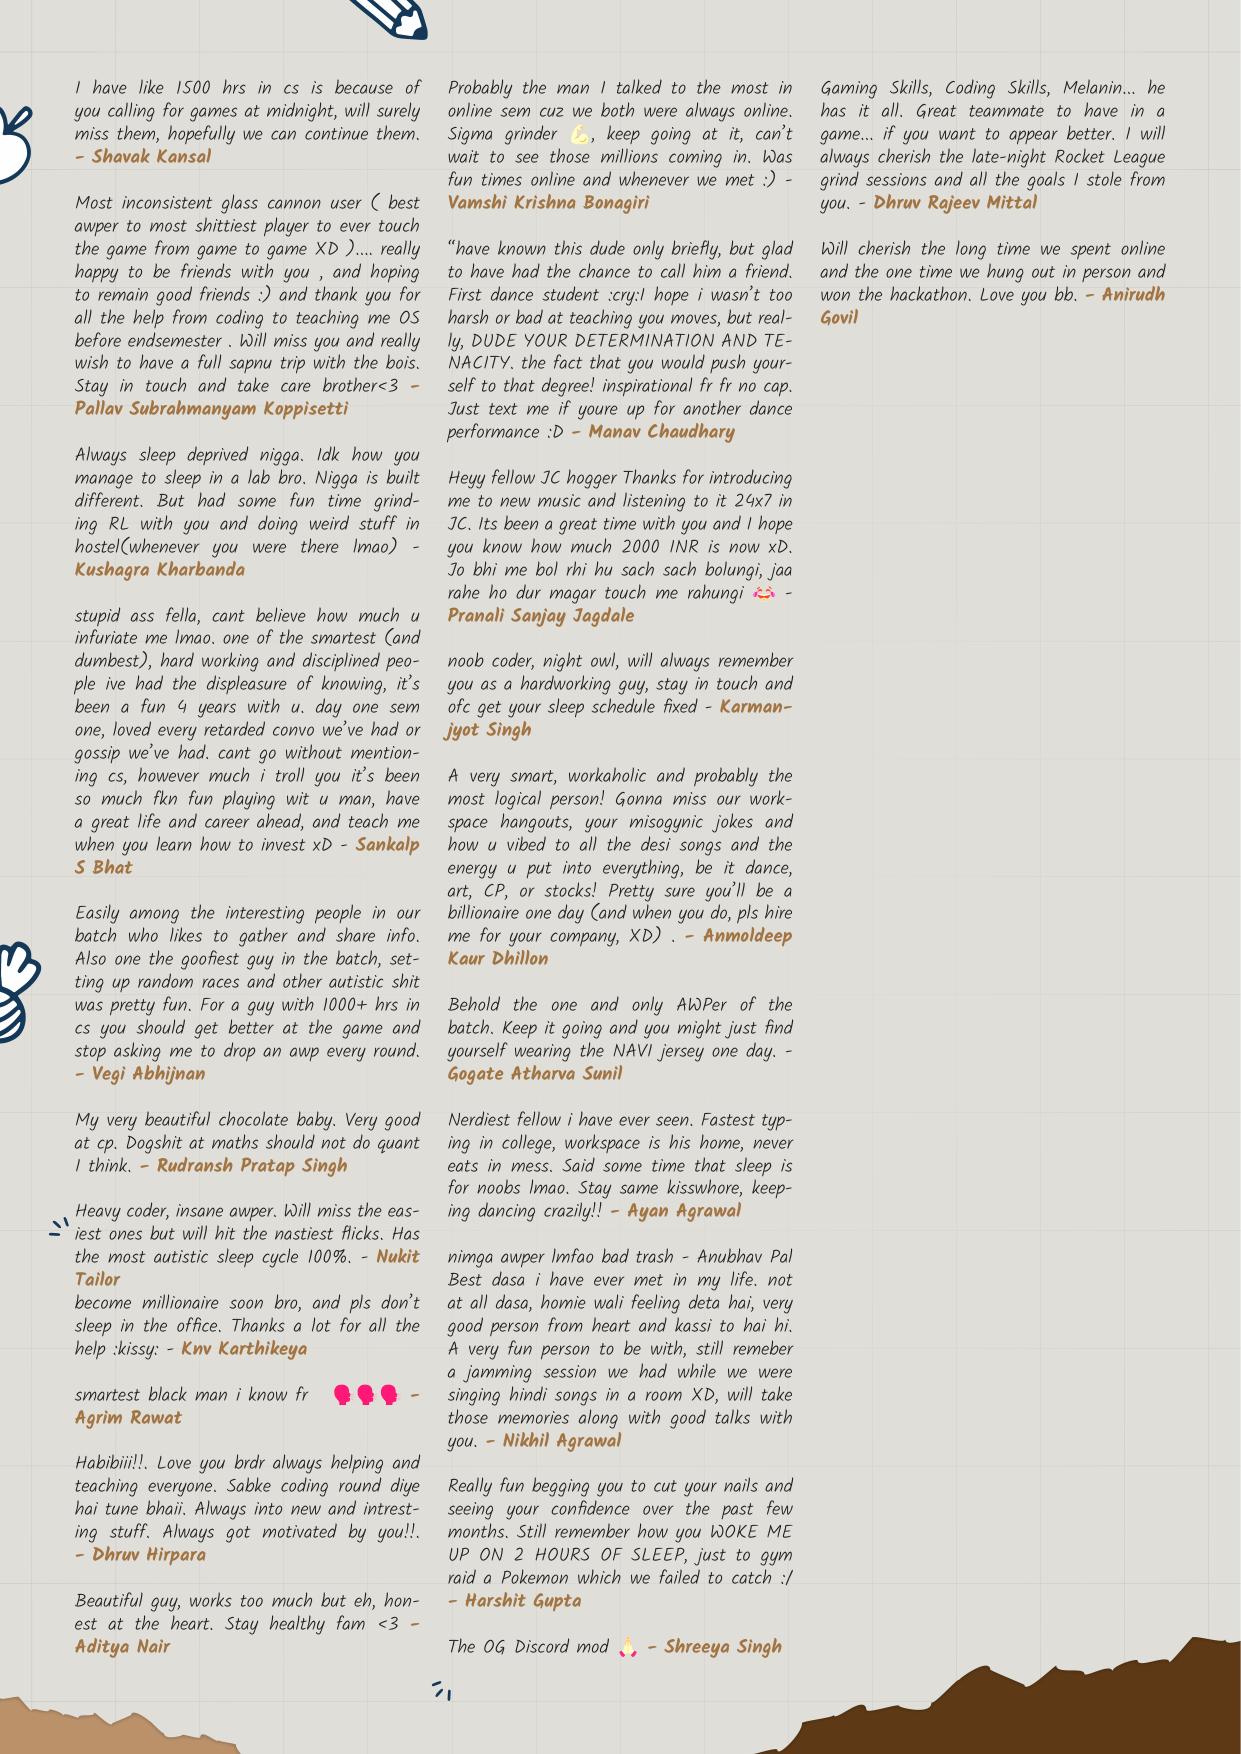 I have like 1500 hrs in cs is because of
you calling for games at midnight, will surely
miss them, hopefully we can continue them.
- Shavak Kansal
Most inconsistent glass cannon user ( best
awper to most shittiest player to ever touch
the game from game to game XD ).... really
happy to be friends with you , and hoping
to remain good friends :) and thank you for
all the help from coding to teaching me OS
before endsemester . Will miss you and really
wish to have a full sapnu trip with the bois.
Stay in touch and take care brother<3 -
Pallav Subrahmanyam Koppisetti
Always sleep deprived nigga. Idk how you
manage to sleep in a lab bro. Nigga is built
different. But had some fun time grind-
ing RL with you and doing weird stuff in
hostel(whenever you were there lmao) -
Kushagra Kharbanda
stupid ass fella, cant believe how much u
infuriate me lmao. one of the smartest (and
dumbest), hard working and disciplined peo-
ple ive had the displeasure of knowing, it's
been a fun 4 years with u. day one sem
one, loved every retarded convo we've had or
gossip we've had. cant go without mention-
ing cs, however much i troll you it's been
so much fkn fun playing wit u man, have
a great life and career ahead, and teach me
when you learn how to invest xD - Sankalp
S Bhat
Easily among the interesting people in our
batch who likes to gather and share info.
Also one the goofiest guy in the batch, set-
ting up random races and other autistic shit
was pretty fun. For a guy with 1000+ hrs in
cs you should get better at the game and
stop asking me to drop an awp every round.
- Vegi Abhijnan
My very beautiful chocolate baby. Very good
at cp. Dogshit at maths should not do quant
I think. - Rudransh Pratap Singh
Heavy coder, insane awper. Will miss the eas-
iest ones but will hit the nastiest flicks. Has
the most autistic sleep cycle 100%. - Nukit
Tailor
become millionaire soon bro, and pls don't
sleep in the office. Thanks a lot for all the
help :kissy: - Knv Karthikeya
smartest black man i know fr 🗣️🗣️🗣️ -
Agrim Rawat
Habibiii!!. Love you brdr always helping and
teaching everyone. Sabke coding round diye
hai tune bhaii. Always into new and intrest-
ing stuff. Always got motivated by you!!.
- Dhruv Hirpara
Beautiful guy, works too much but eh, hon-
est at the heart. Stay healthy fam <3 -
Aditya Nair
Probably the man I talked to the most in
online sem cuz we both were always online.
Sigma grinder 💪, keep going at it, can't
wait to see those millions coming in. Was
fun times online and whenever we met :) -
Vamshi Krishna Bonagiri
“have known this dude only briefly, but glad
to have had the chance to call him a friend.
First dance student :cry:I hope i wasn't too
harsh or bad at teaching you moves, but real-
ly, DUDE YOUR DETERMINATION AND TE-
NACITY. the fact that you would push your-
self to that degree! inspirational fr fr no cap.
Just text me if youre up for another dance
performance :D - Manav Chaudhary
Heyy fellow JC hogger Thanks for introducing
me to new music and listening to it 24x7 in
JC. Its been a great time with you and I hope
you know how much 2000 INR is now xD.
Jo bhi me bol rhi hu sach sach bolungi, jaa
rahe ho dur magar touch me rahungi 😂 -
Pranali Sanjay Jagdale
noob coder, night owl, will always remember
you as a hardworking guy, stay in touch and
ofc get your sleep schedule fixed - Karman-
jyot Singh
A very smart, workaholic and probably the
most logical person! Gonna miss our work-
space hangouts, your misogynic jokes and
how u vibed to all the desi songs and the
energy u put into everything, be it dance,
art, CP, or stocks! Pretty sure you'll be a
billionaire one day (and when you do, pls hire
me for your company, XD) . - Anmoldeep
Kaur Dhillon
Behold the one and only AWPer of the
batch. Keep it going and you might just find
yourself wearing the NAVI jersey one day. -
Gogate Atharva Sunil
Nerdiest fellow i have ever seen. Fastest typ-
ing in college, workspace is his home, never
eats in mess. Said some time that sleep is
for noobs lmao. Stay same kisswhore, keep-
ing dancing crazily!! - Ayan Agrawal
nimga awper lmfao bad trash - Anubhav Pal
Best dasa i have ever met in my life. not
at all dasa, homie wali feeling deta hai, very
good person from heart and kassi to hai hi.
A very fun person to be with, still remeber
a jamming session we had while we were
singing hindi songs in a room XD, will take
those memories along with good talks with
you. - Nikhil Agrawal
Really fun begging you to cut your nails and
seeing your confidence over the past few
months. Still remember how you WOKE ME
UP ON 2 HOURS OF SLEEP, just to gym
raid a Pokemon which we failed to catch :/
- Harshit Gupta
The OG Discord mod 🙏 - Shreeya Singh
Gaming Skills, Coding Skills, Melanin... he
has it all. Great teammate to have in a
game... if you want to appear better. I will
always cherish the late-night Rocket League
grind sessions and all the goals I stole from
you. - Dhruv Rajeev Mittal
Will cherish the long time we spent online
and the one time we hung out in person and
won the hackathon. Love you bb. - Anirudh
Govil